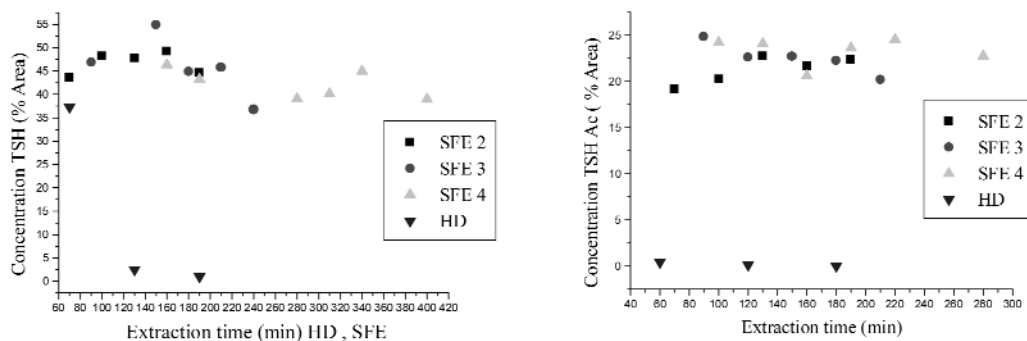 Concentration TSH (% Area)
55
50
45
40
35
30
25
20
15
10
5
0
60 80 100 120 140 160 180 200 220 240 260 280 300 320 340 360 380 400 420
Extraction time (min) HD , SFE
SFE 2
SFE 3
SFE 4
HD
Concentration TSH Ac ( % Area)
25
20
15
10
5
0
40 60 80 100 120 140 160 180 200 220 240 260 280 300
Extraction time (min)
SFE 2
SFE 3
SFE 4
HD